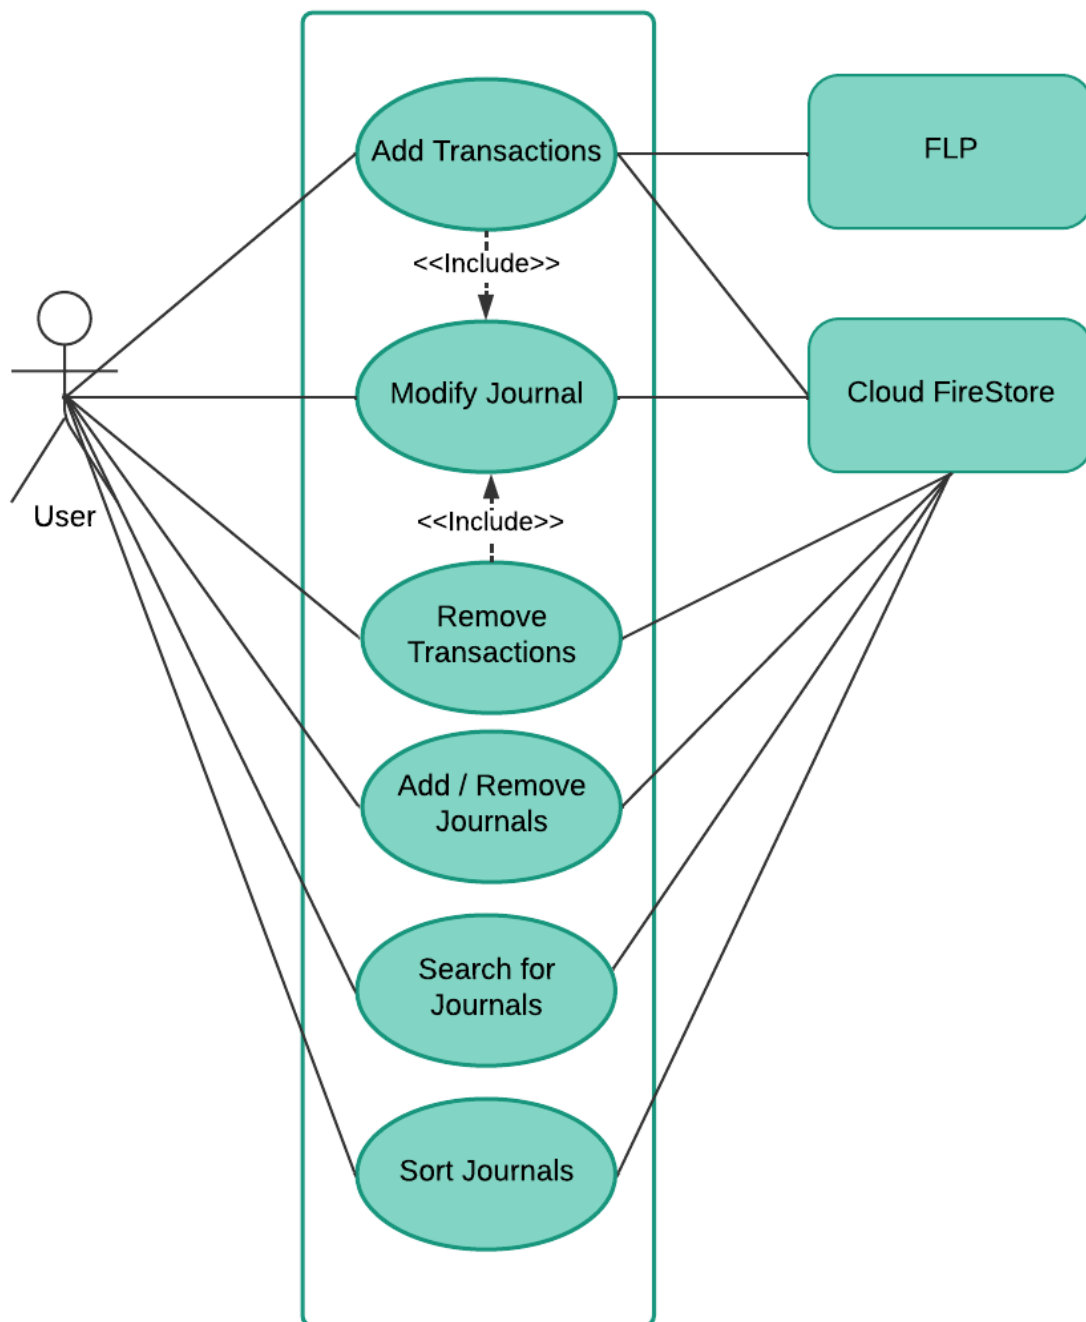 Add Transactions
FLP
<<Include>>
Modify Journal
Cloud FireStore
User
<<Include>>
Remove
Transactions
Add / Remove
Journals
Search for
Journals
Sort Journals